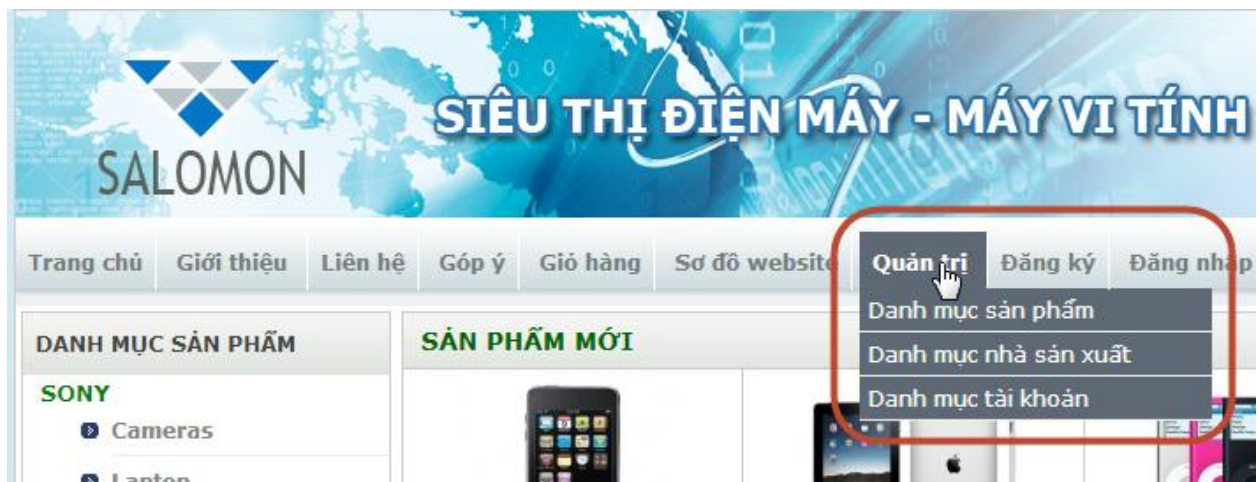 SALOMON
SIÊU THỊ ĐIỆN MÁY - MÁY VI TÍNH
Trang chủ Giới thiệu Liên hệ Góp ý Giỏ hàng Sơ đồ website Quản trị Đăng ký Đăng nhập
Danh mục sản phẩm
Danh mục nhà sản xuất
Danh mục tài khoản
DANH MỤC SẢN PHẨM
SONY
Cameras
Laptop
SẢN PHẨM MỚI